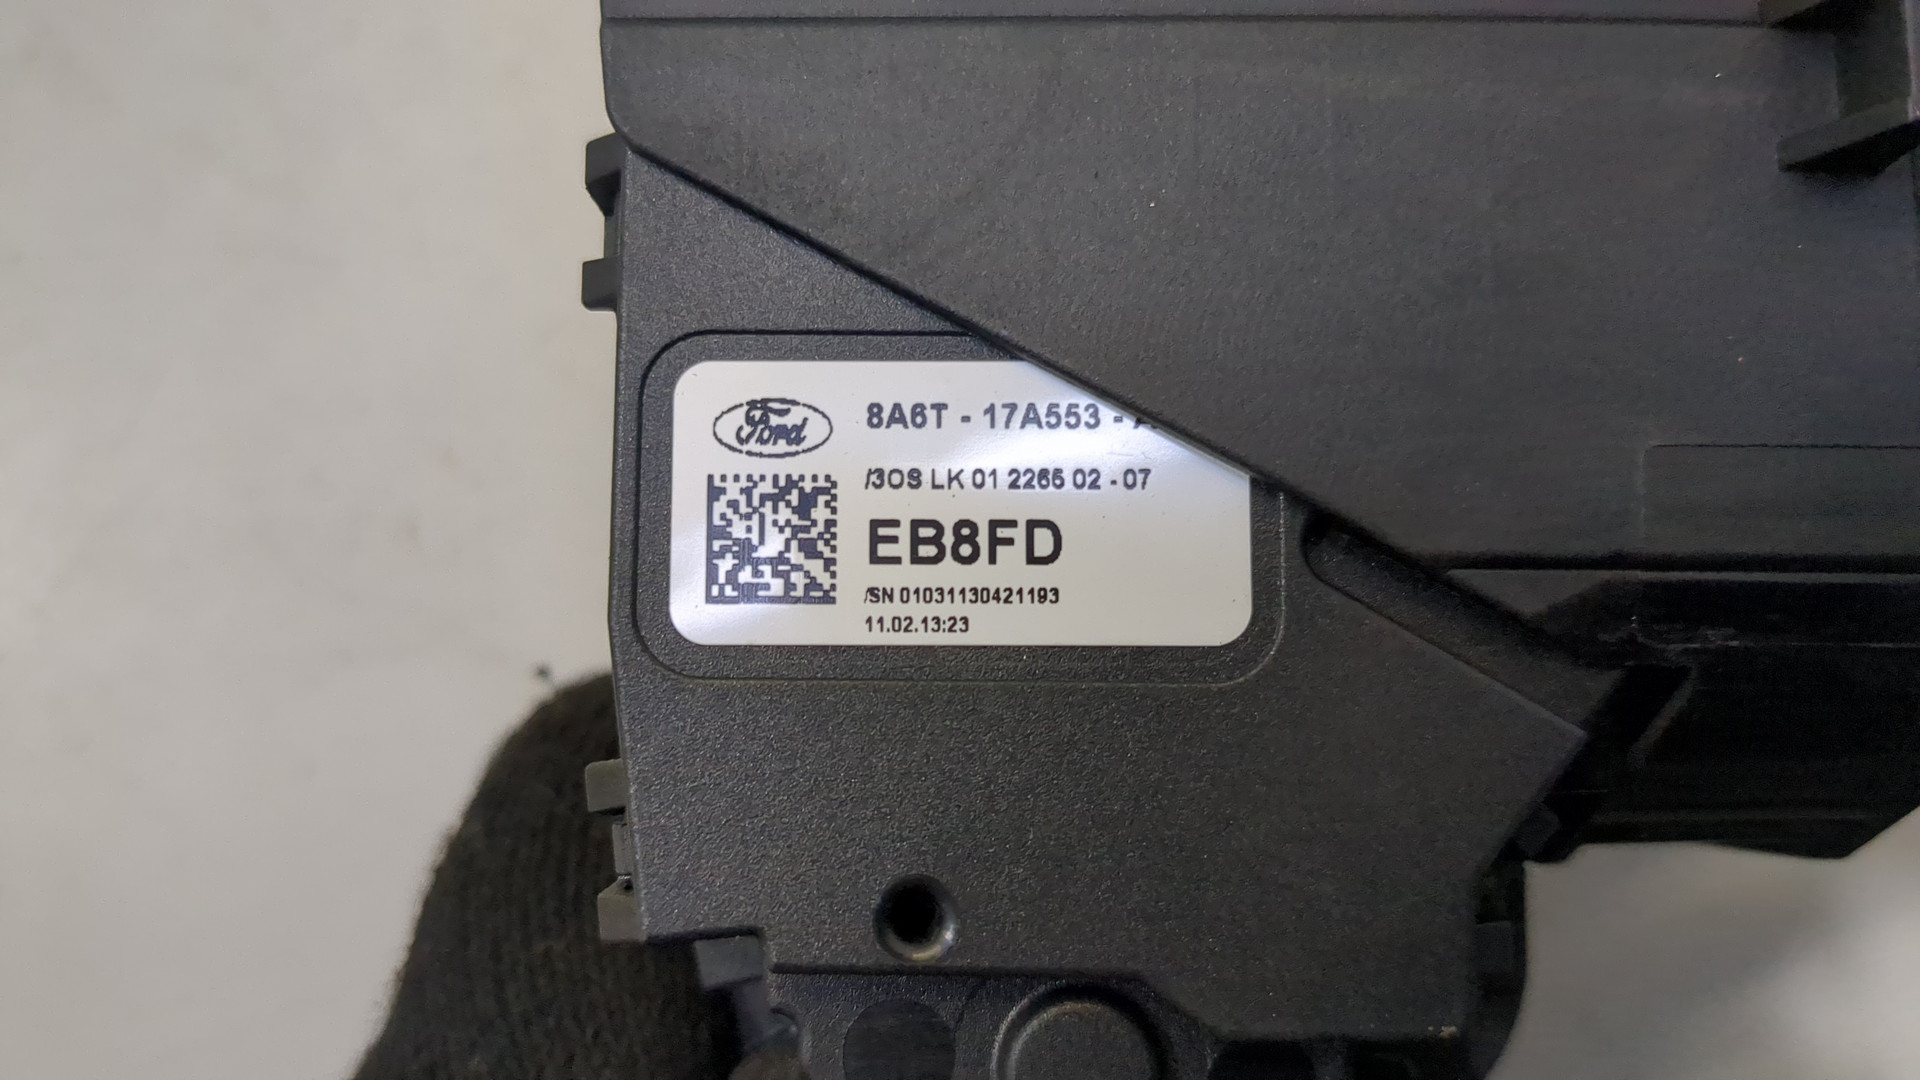 Ford
8A6T - 17A553 - A
/3OS LK 01 2265 02 - 07
EB8FD
/SN 01031130421193
11.02.13:23